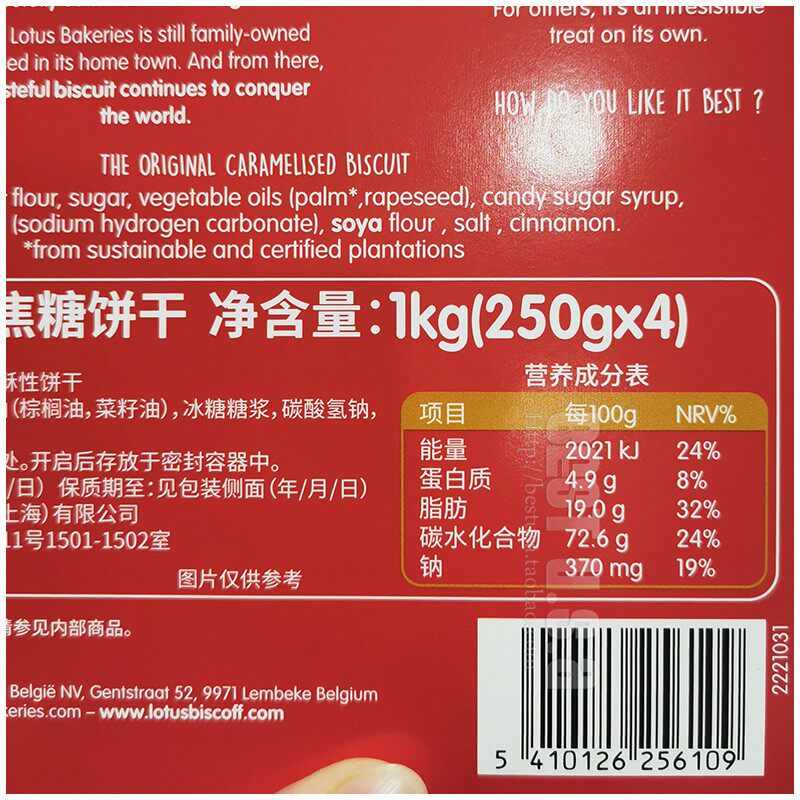 For others, it's an irresistible
treat on its own.
HOW DO YOU LIKE IT BEST ?
Lotus Bakeries is still family-owned
ed in its home town. And from there,
steful biscuit continues to conquer
the world.
THE ORIGINAL CARAMELISED BISCUIT
flour, sugar, vegetable oils (palm*,rapeseed), candy sugar syrup,
(sodium hydrogen carbonate), soya flour , salt , cinnamon.
*from sustainable and certified plantations
焦糖饼干 净含量:1kg(250gx4)
酥性饼干
(棕榈油,菜籽油),冰糖糖浆,碳酸氢钠,
处。开启后存放于密封容器中。
/日) 保质期至:见包装侧面(年/月/日)
上海)有限公司
11号1501-1502室
图片仅供参考
营养成分表
项目 每100g NRV%
能量 2021 kJ 24%
蛋白质 4.9 g 8%
脂肪 19.0 g 32%
碳水化合物 72.6 g 24%
钠 370 mg 19%
请参见内部商品。
België NV, Gentstraat 52, 9971 Lembeke Belgium
keries.com – www.lotusbiscoff.com
2221031
5 410126 256109